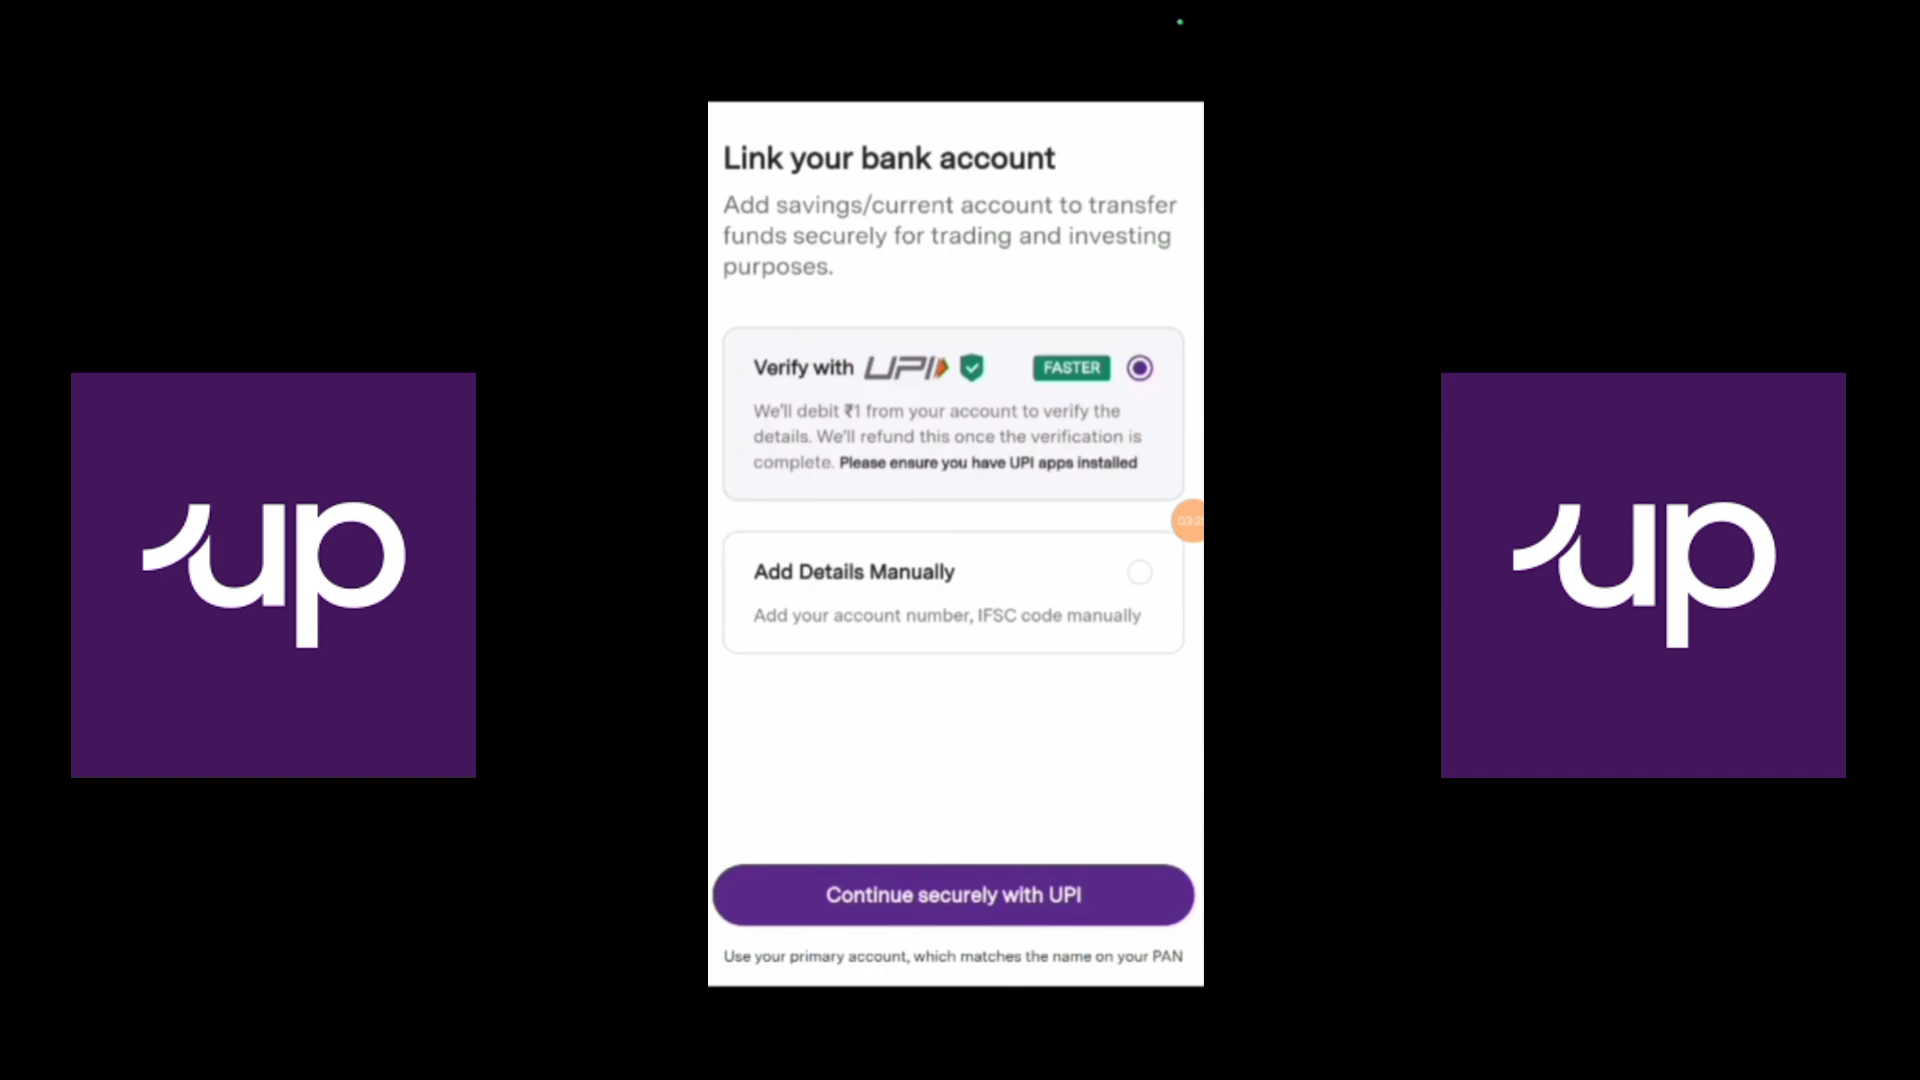 Link your bank account
Add savings/current account to transfer
funds securely for trading and investing
purposes.
Verify with UPI FASTER
We'll debit ₹1 from your account to verify the
details. We'll refund this once the verification is
complete. Please ensure you have UPI apps installed
Add Details Manually
Add your account number, IFSC code manually
up
up
Continue securely with UPI
Use your primary account, which matches the name on your PAN